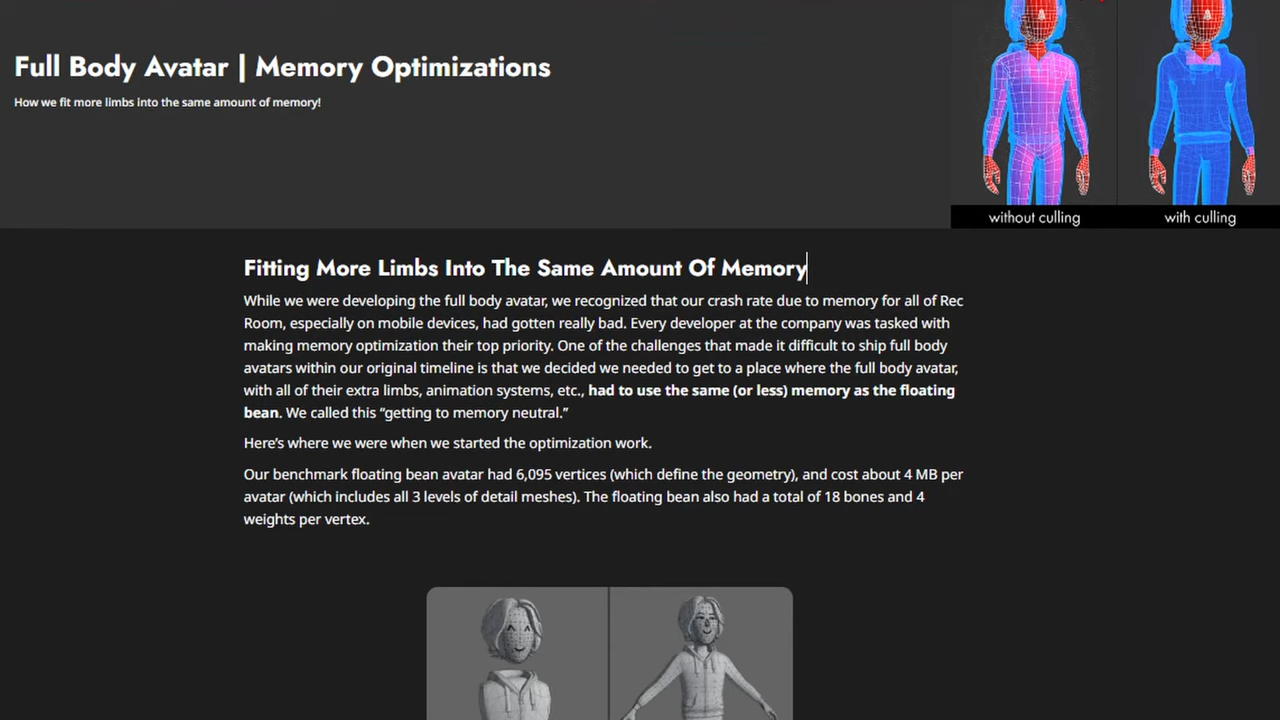 Full Body Avatar | Memory Optimizations
How we fit more limbs into the same amount of memory!
without culling
with culling
Fitting More Limbs Into The Same Amount Of Memory
While we were developing the full body avatar, we recognized that our crash rate due to memory for all of Rec
Room, especially on mobile devices, had gotten really bad. Every developer at the company was tasked with
making memory optimization their top priority. One of the challenges that made it difficult to ship full body
avatars within our original timeline is that we decided we needed to get to a place where the full body avatar,
with all of their extra limbs, animation systems, etc., had to use the same (or less) memory as the floating
bean. We called this “getting to memory neutral.”
Here’s where we were when we started the optimization work.
Our benchmark floating bean avatar had 6,095 vertices (which define the geometry), and cost about 4 MB per
avatar (which includes all 3 levels of detail meshes). The floating bean also had a total of 18 bones and 4
weights per vertex.